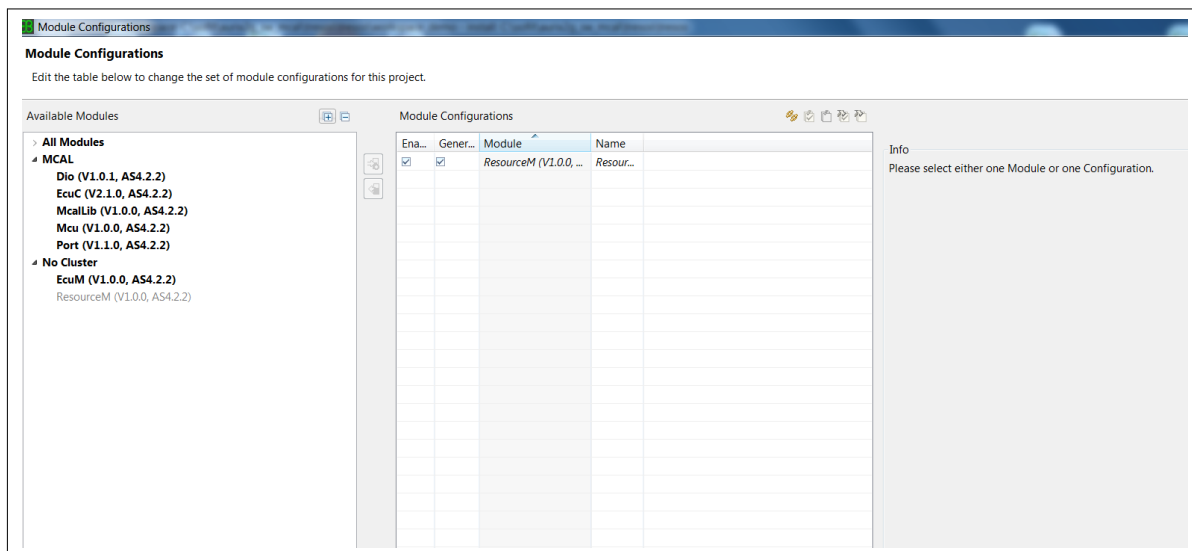 Module Configurations
Module Configurations
Edit the table below to change the set of module configurations for this project.
Available Modules
All Modules
MCAL
Dio (V1.0.1, AS4.2.2)
EcuC (V2.1.0, AS4.2.2)
McalLib (V1.0.0, AS4.2.2)
Mcu (V1.0.0, AS4.2.2)
Port (V1.1.0, AS4.2.2)
No Cluster
EcuM (V1.0.0, AS4.2.2)
ResourceM (V1.0.0, AS4.2.2)
Module Configurations
Ena... Gener... Module Name
ResourceM (V1.0.0, ... Resour...
Info
Please select either one Module or one Configuration.